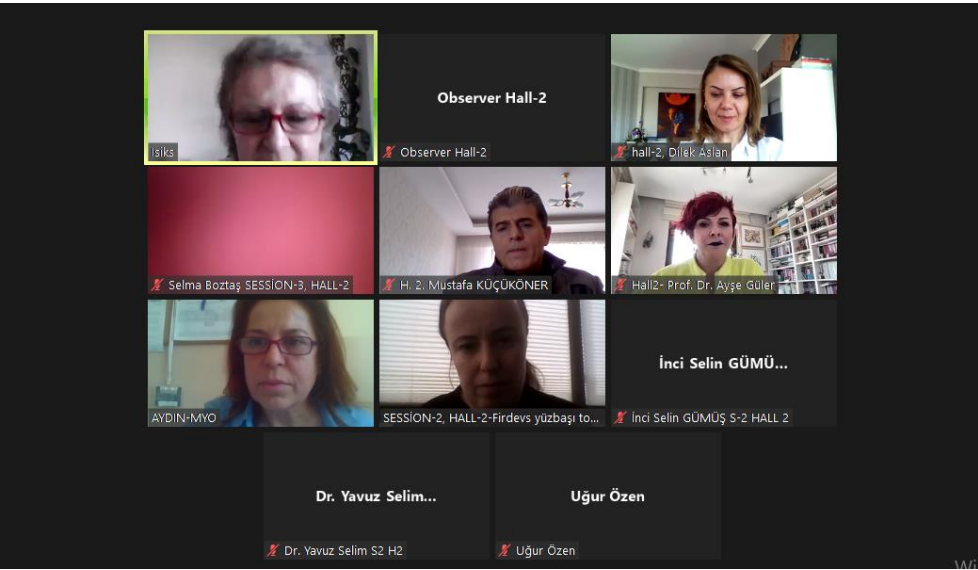 Isiks
Observer Hall-2
Observer Hall-2
hall-2, Dilek Aslan
Selma Boztaş SESSİON-3, HALL-2
H. 2. Mustafa KÜÇÜKÖNER
Hall2- Prof. Dr. Ayşe Güler
AYDIN-MYO
SESSİON-2, HALL-2-Firdevs yüzbaşı to...
İnci Selin GÜMÜ...
İnci Selin GÜMÜŞ S-2 HALL 2
Dr. Yavuz Selim...
Dr. Yavuz Selim S2 H2
Uğur Özen
Uğur Özen
Wi